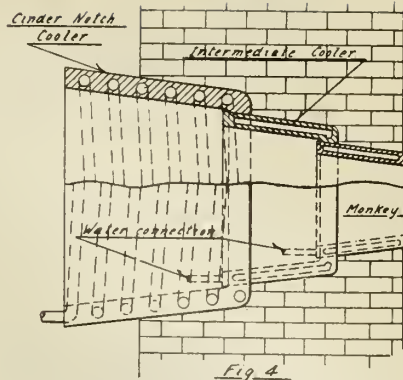 Cinder Notch
Cooler
Intermediate Cooler
Monkey
Water connection
Fig 4